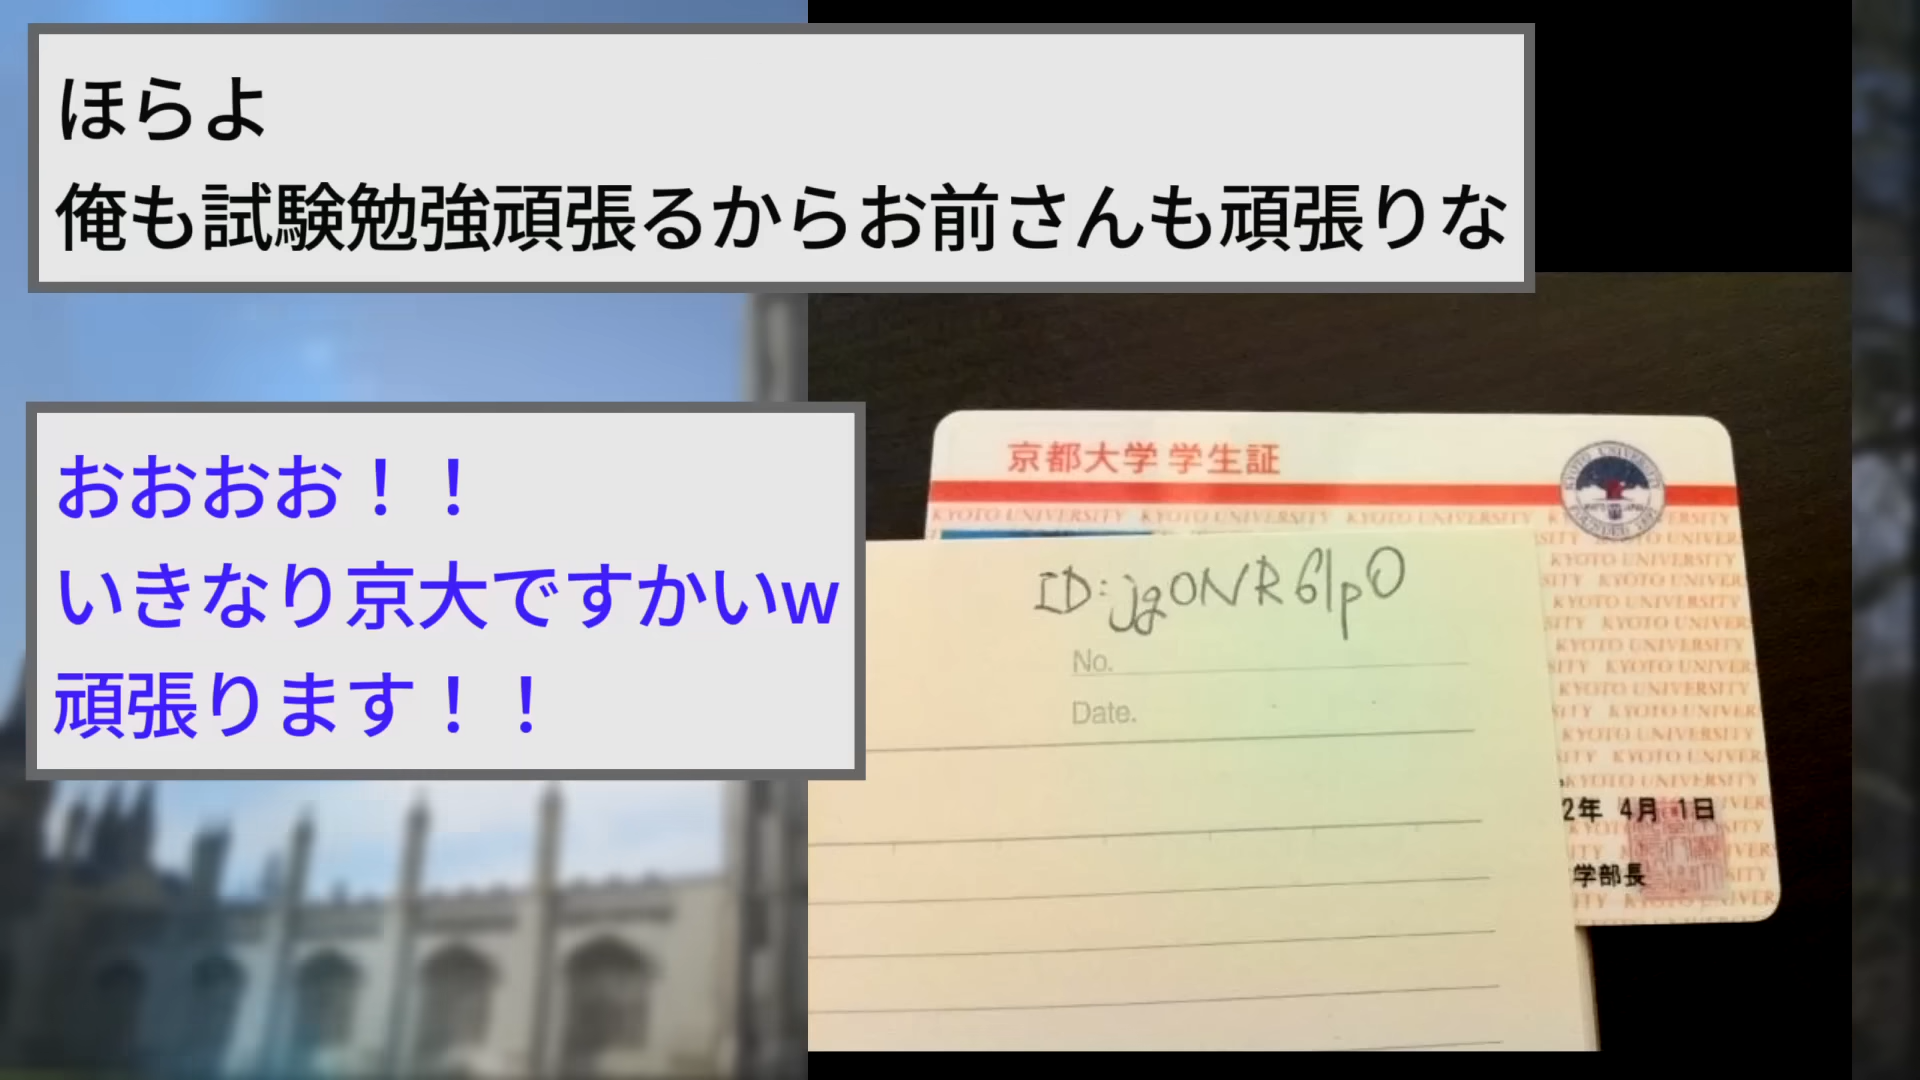 ほらよ
俺も試験勉強頑張るからお前さんも頑張りな
おおおお！！
いきなり京大ですかいw
頑張ります！！
京都大学 学生証
KYOTO UNIVERSITY KYOTO UNIVERSITY KYOTO UNIVERSITY
ID:jgONR6lpO
No.
Date.
KYOTO UNIVERSITY
2年 4月 1日
学部長